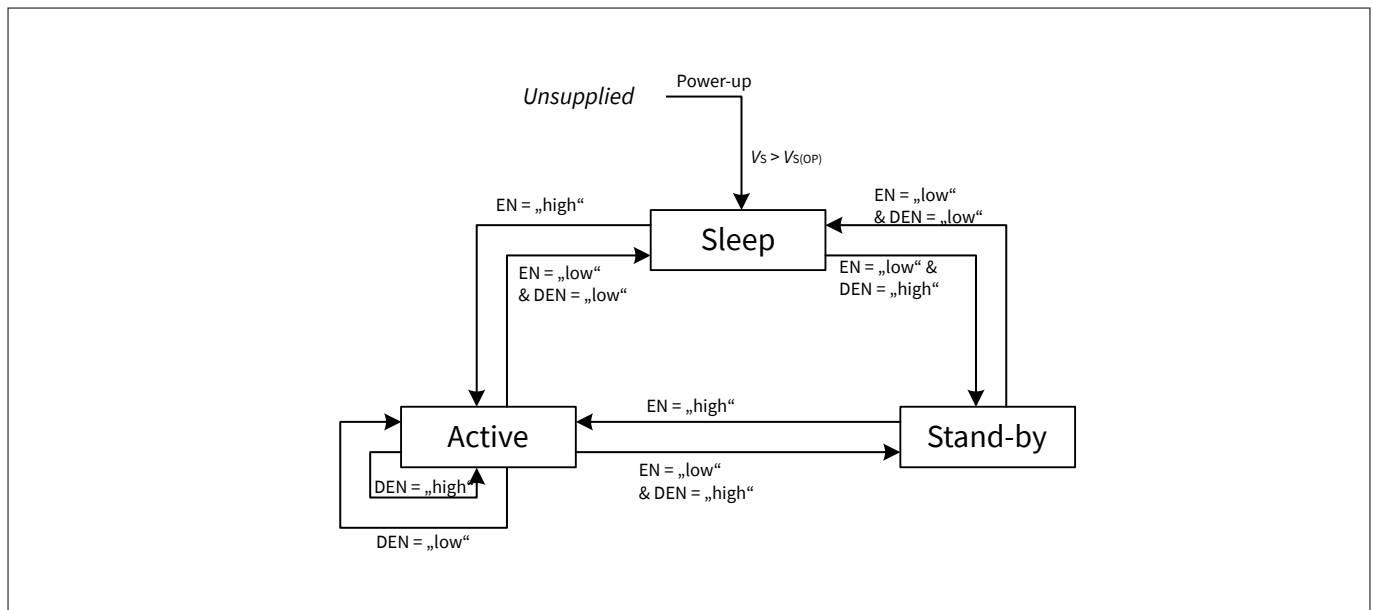 Power-up
Unsupplied
VS > VS(OP)
EN = „low“
& DEN = „low“
EN = „high“
Sleep
EN = „low“
& DEN = „low“
EN = „low“ &
DEN = „high“
EN = „high“
Active
Stand-by
EN = „low“
& DEN = „high“
DEN = „high“
DEN = „low“